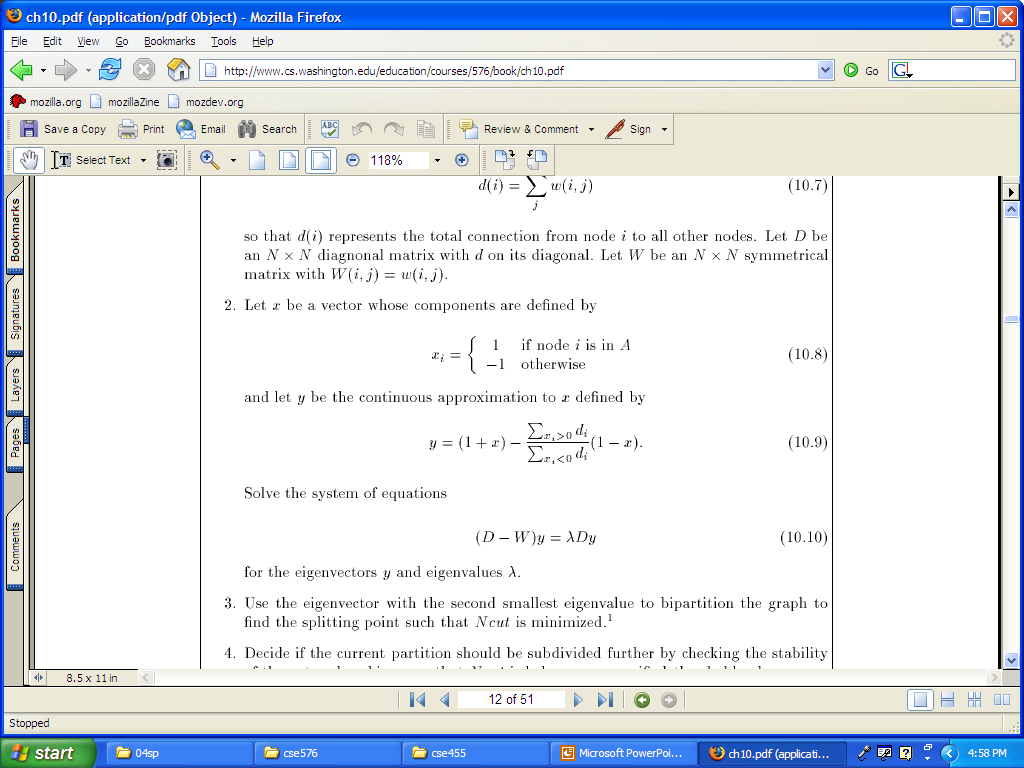 ch10.pdf (application/pdf Object) - Mozilla Firefox
File Edit View Go Bookmarks Tools Help
http://www.cs.washington.edu/education/courses/576/book/ch10.pdf Go G
mozilla.org mozillaZine mozdev.org
Save a Copy Print Email Search ABC Review & Comment Sign
T Select Text 118%
Bookmarks
Signatures
Layers
Pages
Comments
d(i) = ∑_j w(i, j) (10.7)
so that d(i) represents the total connection from node i to all other nodes. Let D be
an N × N diagnonal matrix with d on its diagonal. Let W be an N × N symmetrical
matrix with W(i, j) = w(i, j).
2. Let x be a vector whose components are defined by
x_i = { 1 if node i is in A
−1 otherwise (10.8)
and let y be the continuous approximation to x defined by
y = (1 + x) − (∑_{x_i>0} d_i / ∑_{x_i<0} d_i) (1 − x). (10.9)
Solve the system of equations
(D − W)y = λDy (10.10)
for the eigenvectors y and eigenvalues λ.
3. Use the eigenvector with the second smallest eigenvalue to bipartition the graph to
find the splitting point such that Ncut is minimized.¹
4. Decide if the current partition should be subdivided further by checking the stability
8.5 x 11 in
12 of 51
Stopped
start 04sp cse576 cse455 Microsoft PowerPoi... ch10.pdf (applicati... 4:58 PM